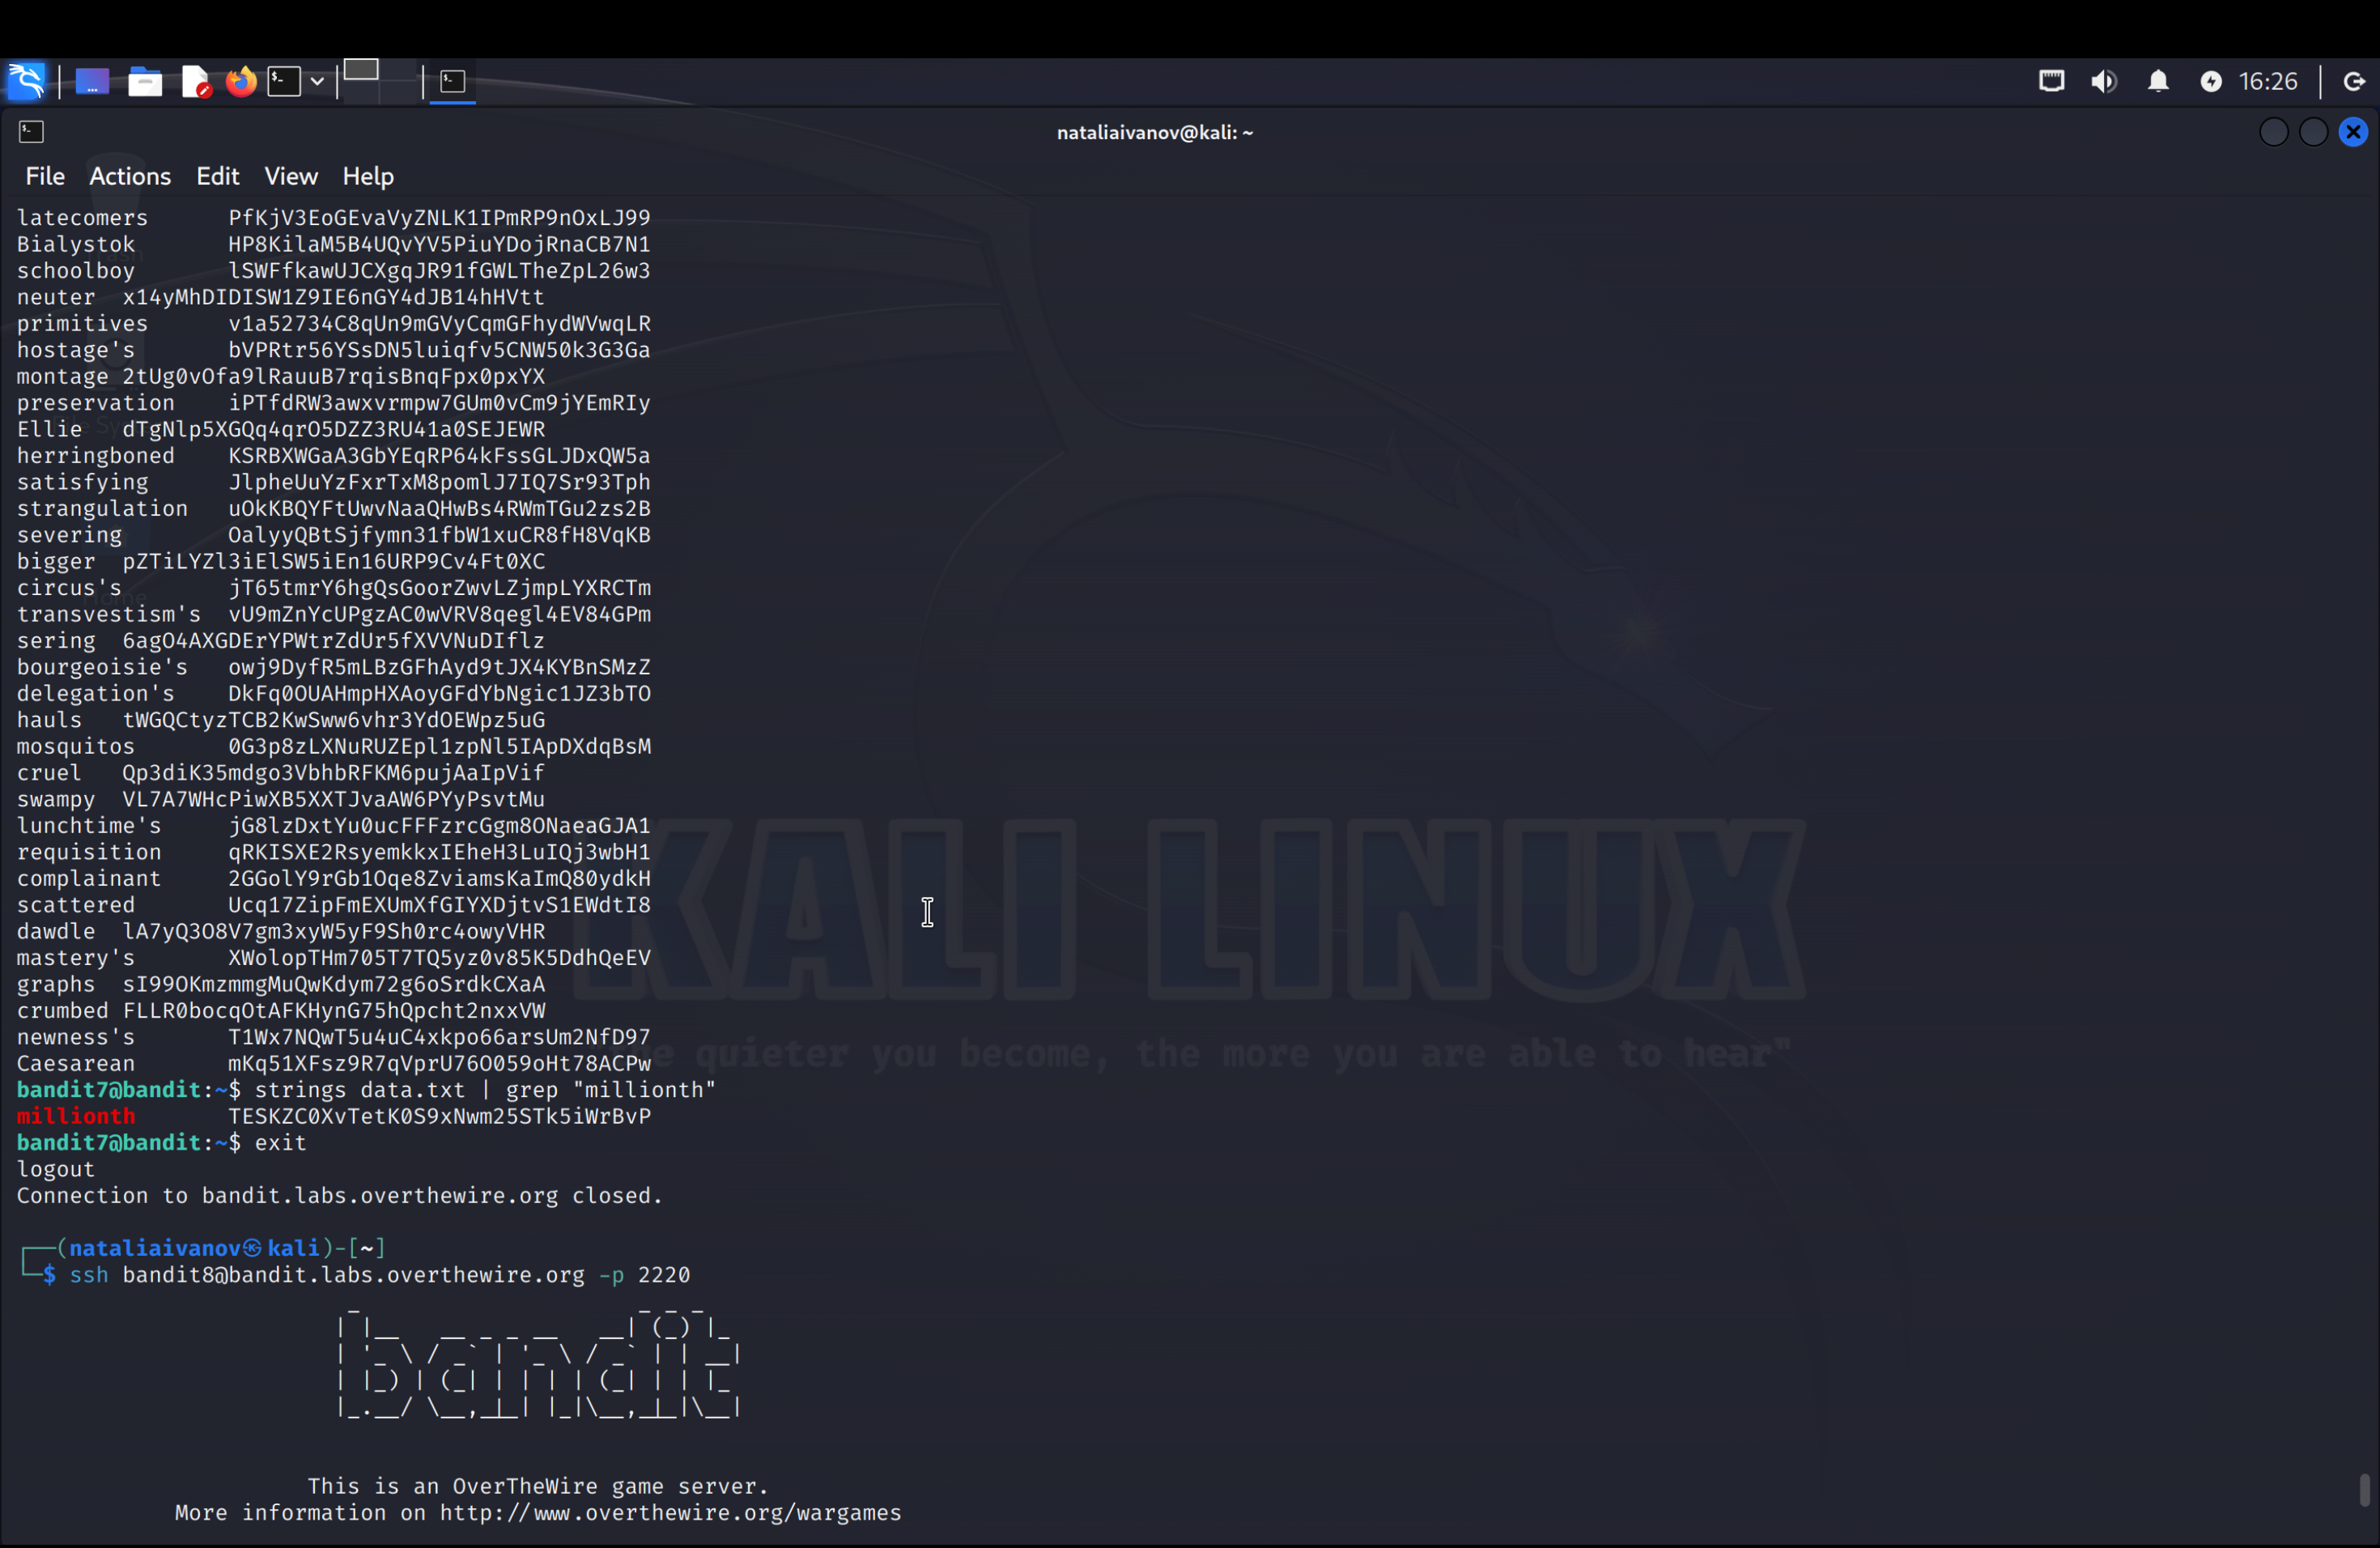 16:26
nataliaivanov@kali: ~
File Actions Edit View Help
latecomers PfKjV3EoGEvaVyZNLK1IPmRP9nOxLJ99
Bialystok HP8KilaM5B4UQvYV5PiuYDojRnaCB7N1
schoolboy lSWFfkawUJCXgqJR91fGWLTheZpL26w3
neuter x14yMhDIDISW1Z9IE6nGY4dJB14hHVtt
primitives v1a52734C8qUn9mGVyCqmGFhydWVwqLR
hostage's bVPRtr56YSsDN5luiqfv5CNW50k3G3Ga
montage 2tUg0vOfa9lRauuB7rqisBnqFpx0pxYX
preservation iPTfdRW3awxvrmpw7GUm0vCm9jYEmRIy
Ellie dTgNlp5XGQq4qrO5DZZ3RU41a0SEJEWR
herringboned KSRBXWGaA3GbYEqRP64kFssGLJDxQW5a
satisfying JlpheUuYzFxrTxM8pomlJ7IQ7Sr93Tph
strangulation uOkKBQYFtUwvNaaQHwBs4RWmTGu2zs2B
severing OalyyQBtSjfymn31fbW1xuCR8fH8VqKB
bigger pZTiLYZl3iElSW5iEn16URP9Cv4Ft0XC
circus's jT65tmrY6hgQsGoorZwvLZjmpLYXRCTm
transvestism's vU9mZnYcUPgzAC0wVRV8qegl4EV84GPm
sering 6agO4AXGDErYPWtrZdUr5fXVVNuDIflz
bourgeoisie's owj9DyfR5mLBzGFhAyd9tJX4KYBnSMzZ
delegation's DkFq0OUAHmpHXAoyGFdYbNgic1JZ3bTO
hauls tWGQCtyzTCB2KwSww6vhr3YdOEWpz5uG
mosquitos 0G3p8zLXNuRUZEpl1zpNl5IApDXdqBsM
cruel Qp3diK35mdgo3VbhbRFKM6pujAaIpVif
swampy VL7A7WHcPiwXB5XXTJvaAW6PYyPsvtMu
lunchtime's jG8lzDxtYu0ucFFFzrcGgm8ONaeaGJA1
requisition qRKISXE2RsyemkkxIEheH3LuIQj3wbH1
complainant 2GGolY9rGb1Oqe8ZviamsKaImQ80ydkH
scattered Ucq17ZipFmEXUmXfGIYXDjtvS1EWdtI8
dawdle lA7yQ3O8V7gm3xyW5yF9Sh0rc4owyVHR
mastery's XWolopTHm705T7TQ5yz0v85K5DdhQeEV
graphs sI99OKmzmmgMuQwKdym72g6oSrdkCXaA
crumbed FLLR0bocqOtAFKHynG75hQpcht2nxxVW
newness's T1Wx7NQwT5u4uC4xkpo66arsUm2NfD97
Caesarean mKq51XFsz9R7qVprU76O059oHt78ACPw
bandit7@bandit:~$ strings data.txt | grep "millionth"
millionth TESKZC0XvTetK0S9xNwm25STk5iWrBvP
bandit7@bandit:~$ exit
logout
Connection to bandit.labs.overthewire.org closed.
(nataliaivanov㉿kali)-[~]
$ ssh bandit8@bandit.labs.overthewire.org -p 2220
bandit
This is an OverTheWire game server.
More information on http://www.overthewire.org/wargames
KALI LINUX
quieter you become, the more you are able to hear"